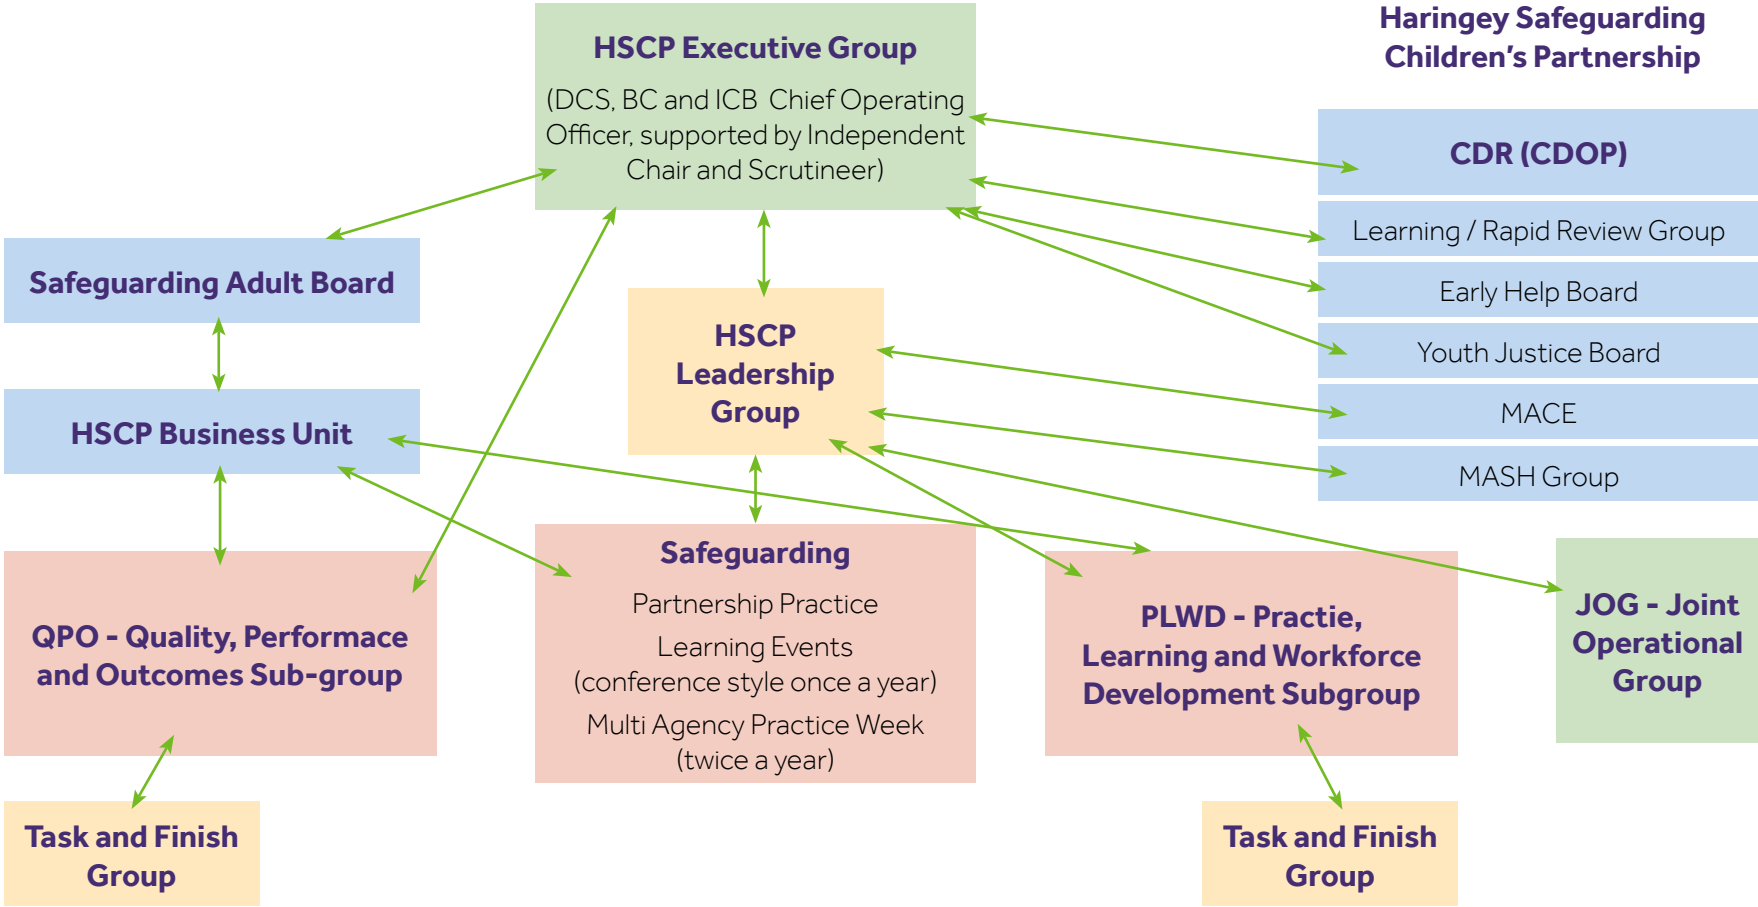 Haringey Safeguarding
Children’s Partnership
HSCP Executive Group
(DCS, BC and ICB Chief Operating
Officer, supported by Independent
Chair and Scrutineer)
CDR (CDOP)
Learning / Rapid Review Group
Early Help Board
Youth Justice Board
MACE
MASH Group
Safeguarding Adult Board
HSCP Business Unit
HSCP
Leadership
Group
QPO - Quality, Performace
and Outcomes Sub-group
Safeguarding
Partnership Practice
Learning Events
(conference style once a year)
Multi Agency Practice Week
(twice a year)
PLWD - Practie,
Learning and Workforce
Development Subgroup
JOG - Joint
Operational
Group
Task and Finish
Group
Task and Finish
Group